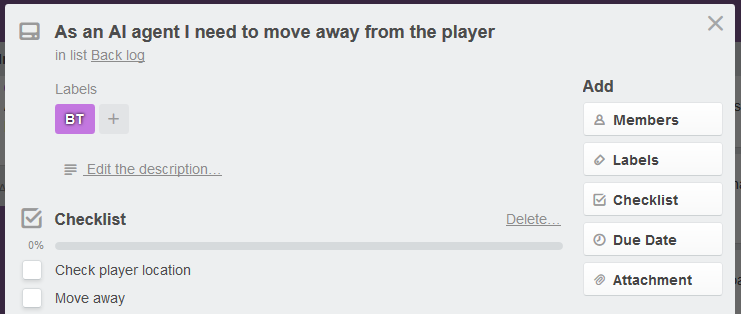 As an AI agent I need to move away from the player
in list Back log
Labels
BT +
Edit the description…
Checklist
Delete…
0%
Check player location
Move away
Add
Members
Labels
Checklist
Due Date
Attachment